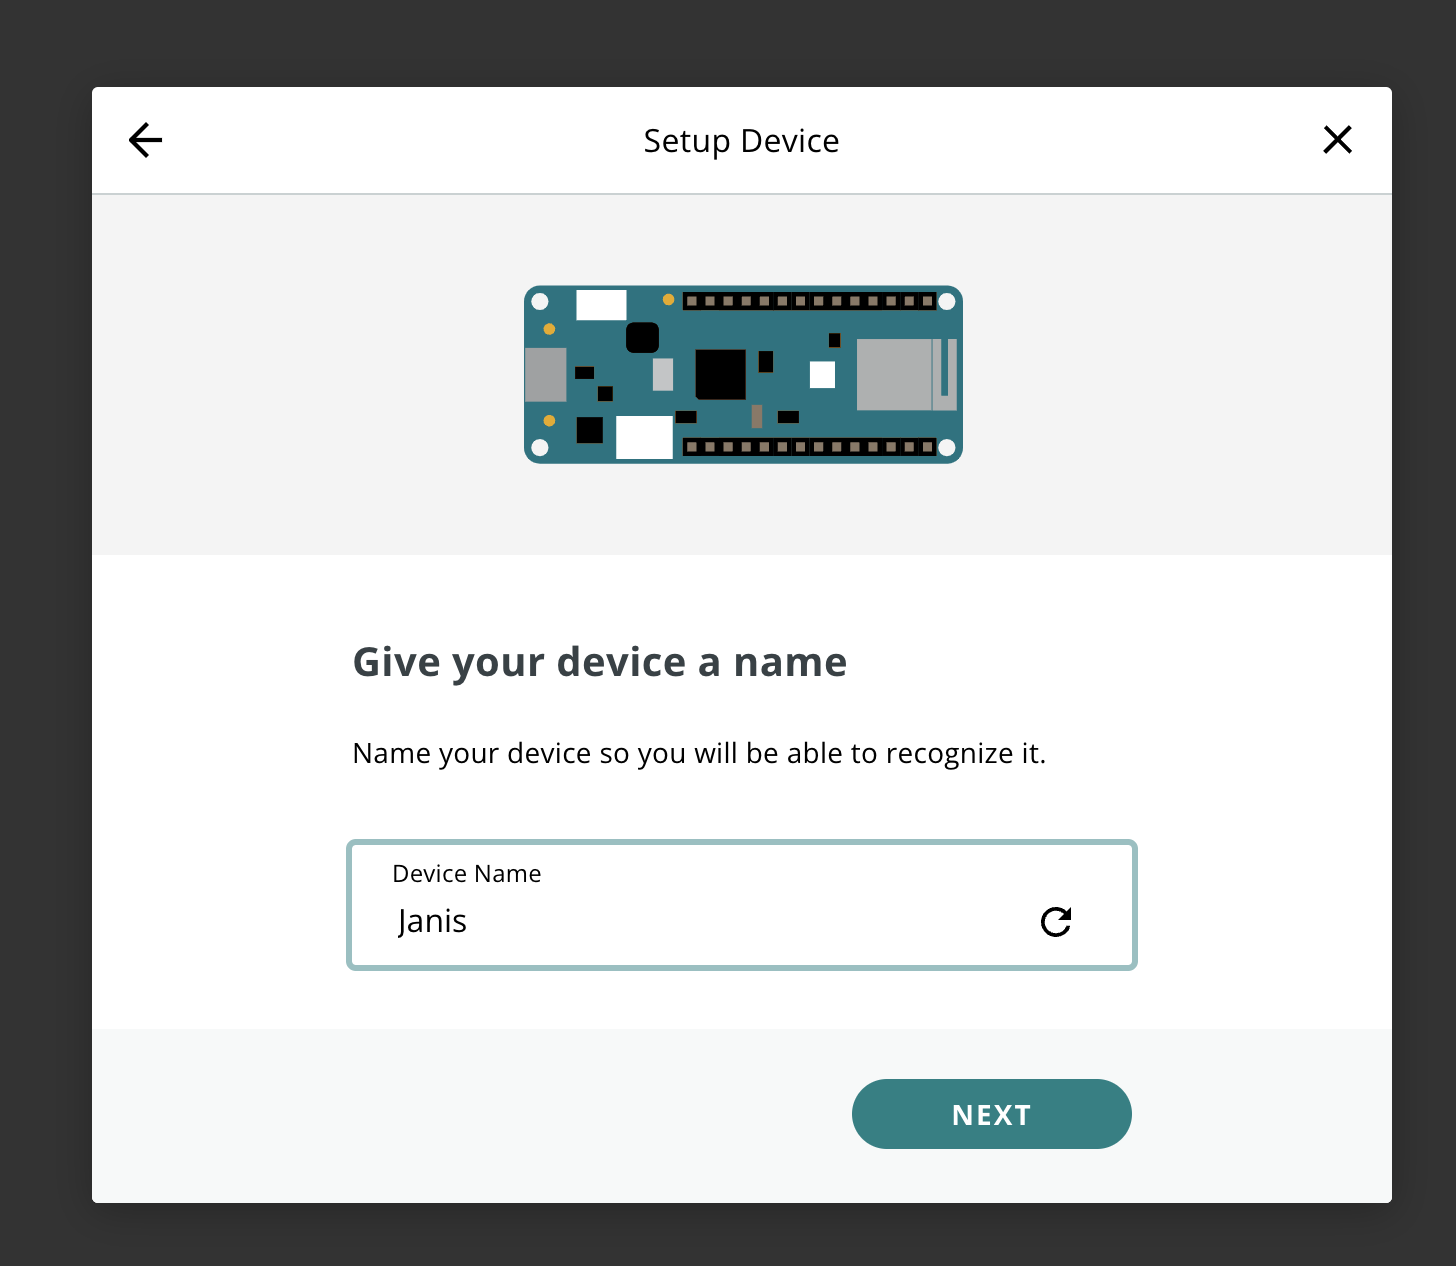 Setup Device
Give your device a name
Name your device so you will be able to recognize it.
Device Name
Janis
NEXT